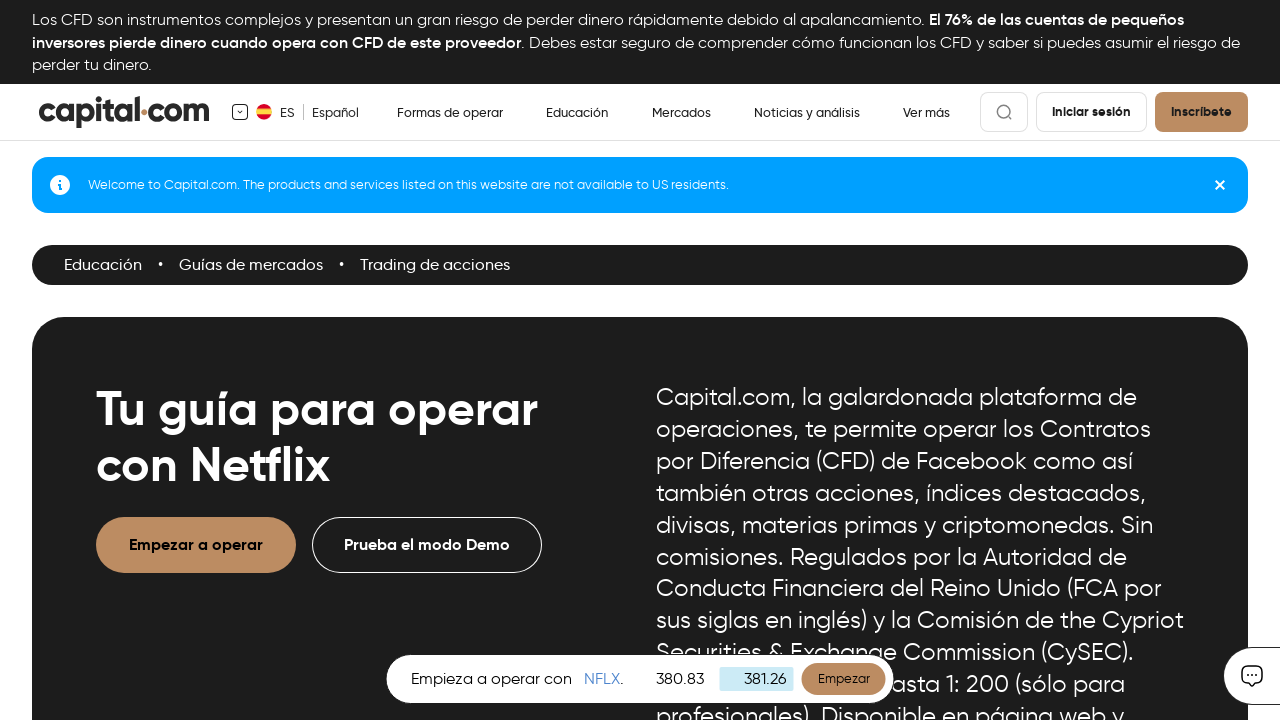 Los CFD son instrumentos complejos y presentan un gran riesgo de perder dinero rápidamente debido al apalancamiento. El 76% de las cuentas de pequeños
inversores pierde dinero cuando opera con CFD de este proveedor. Debes estar seguro de comprender cómo funcionan los CFD y saber si puedes asumir el riesgo de
perder tu dinero.
capital.com
ES
Español
Formas de operar
Educación
Mercados
Noticias y análisis
Ver más
Iniciar sesión
Inscríbete
Welcome to Capital.com. The products and services listed on this website are not available to US residents.
Educación • Guías de mercados • Trading de acciones
Tu guía para operar
con Netflix
Empezar a operar
Prueba el modo Demo
Capital.com, la galardonada plataforma de
operaciones, te permite operar los Contratos
por Diferencia (CFD) de Facebook como así
también otras acciones, índices destacados,
divisas, materias primas y criptomonedas. Sin
comisiones. Regulados por la Autoridad de
Conducta Financiera del Reino Unido (FCA por
sus siglas en inglés) y la Comisión de the Cypriot
Securities & Exchange Commission (CySEC).
hasta 1: 200 (sólo para
profesionales). Disponible en página web y
Empieza a operar con NFLX. 380.83 381.26 Empezar